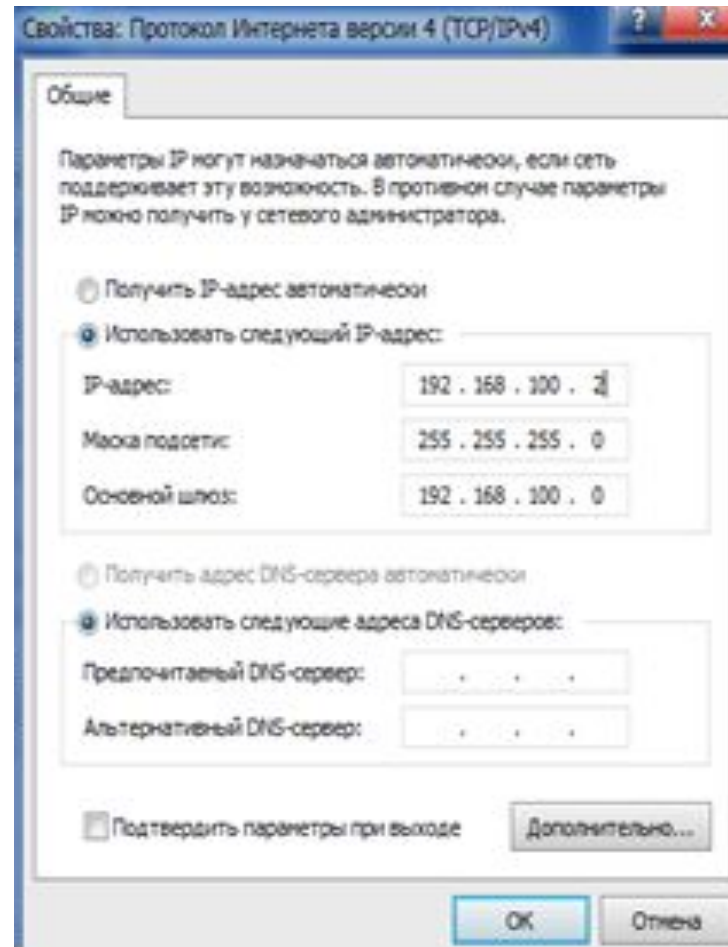 Свойства: Протокол Интернета версии 4 (TCP/IPv4)
Общие
Параметры IP могут назначаться автоматически, если сеть
поддерживает эту возможность. В противном случае параметры
IP можно получить у сетевого администратора.
Получить IP-адрес автоматически
Использовать следующий IP-адрес:
IP-адрес: 192 . 168 . 100 . 2
Маска подсети: 255 . 255 . 255 . 0
Основной шлюз: 192 . 168 . 100 . 0
Получить адрес DNS-сервера автоматически
Использовать следующие адреса DNS-серверов:
Предпочитаемый DNS-сервер: . . .
Альтернативный DNS-сервер: . . .
Подтвердить параметры при выходе Дополнительно...
OK Отмена